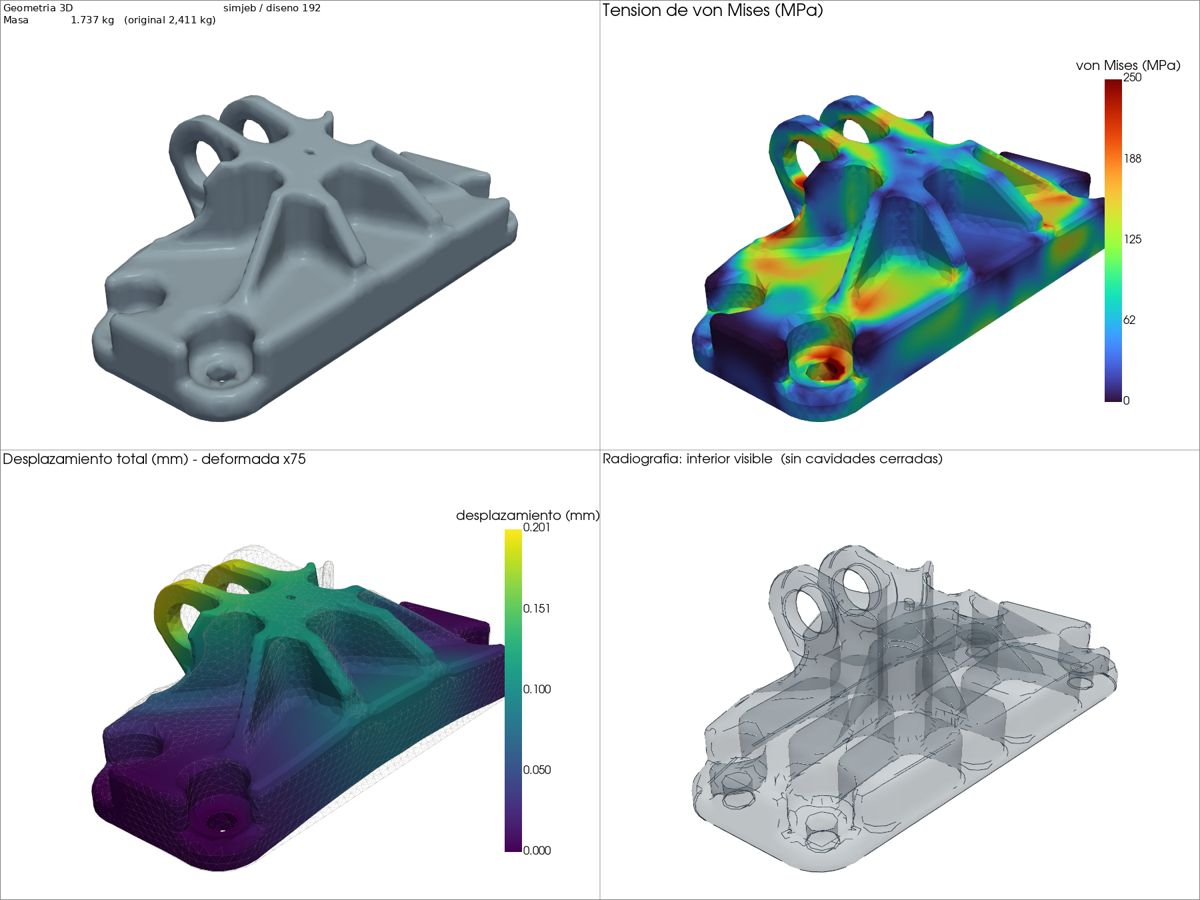 Geometria 3D simjeb / diseno 192
Masa 1.737 kg (original 2,411 kg)
Tension de von Mises (MPa)
von Mises (MPa)
250
188
125
62
0
Desplazamiento total (mm) - deformada x75
desplazamiento (mm)
0.201
0.151
0.100
0.050
0.000
Radiografia: interior visible (sin cavidades cerradas)